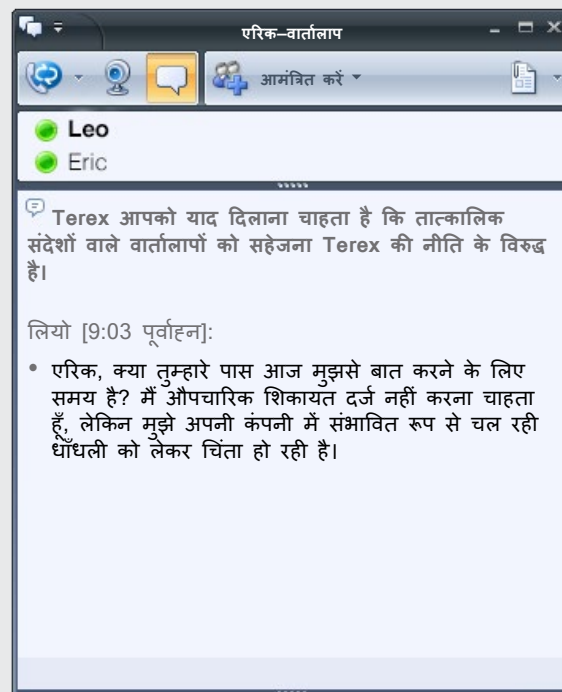 एरिक–वार्तालाप
आमंत्रित करें
Leo
Eric
Terex आपको याद दिलाना चाहता है कि तात्कालिक
संदेशों वाले वार्तालापों को सहेजना Terex की नीति के विरुद्ध
है।
लियो [9:03 पूर्वाह्न]:
• एरिक, क्या तुम्हारे पास आज मुझसे बात करने के लिए
समय है? मैं औपचारिक शिकायत दर्ज नहीं करना चाहता
हूँ, लेकिन मुझे अपनी कंपनी में संभावित रूप से चल रही
धाँधली को लेकर चिंता हो रही है।